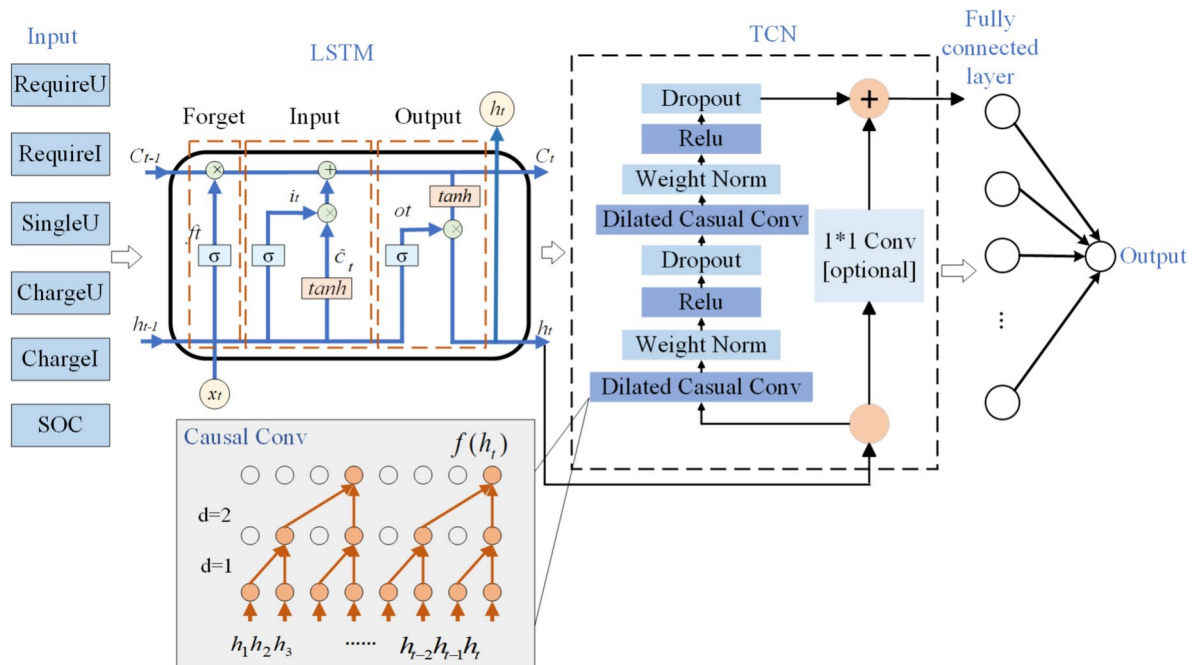 Input
RequireU
RequireI
SingleU
ChargeU
ChargeI
SOC
LSTM
Forget
Input
Output
hₜ
Cₜ₋₁
Cₜ
×
+
tanh
iₜ
×
ot
×
ft
σ
σ
σ
c̃ₜ
tanh
hₜ₋₁
hₜ
xₜ
Causal Conv
f(hₜ)
d=2
d=1
h₁h₂h₃ ······ hₜ₋₂hₜ₋₁hₜ
TCN
Dropout
+
Relu
Weight Norm
Dilated Casual Conv
Dropout
Relu
Weight Norm
Dilated Casual Conv
1*1 Conv
[optional]
Fully
connected
layer
...
Output